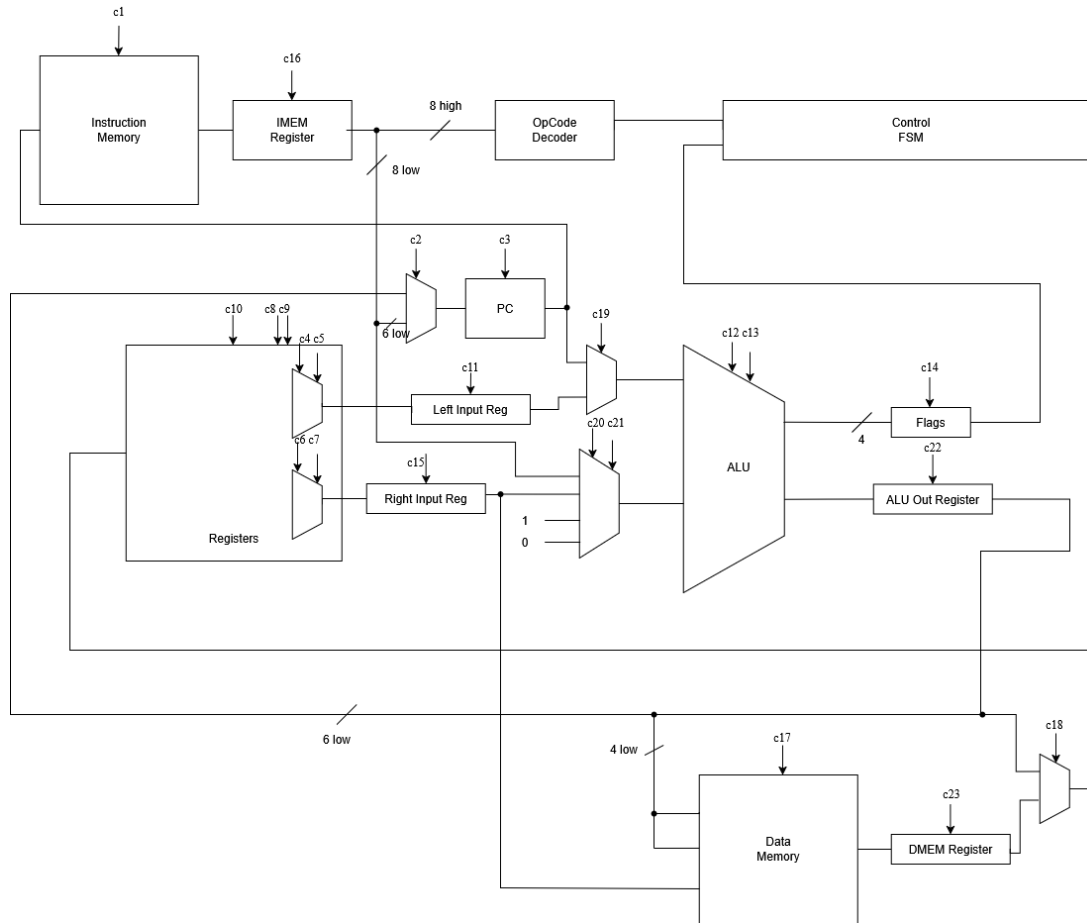 c1
c16
Instruction
Memory
IMEM
Register
8 high
OpCode
Decoder
Control
FSM
8 low
c2
c3
6 low
PC
c10
c8
c9
c4
c5
c19
c12
c13
c11
Left Input Reg
c14
Flags
4
c6
c7
c20
c21
c15
Right Input Reg
ALU
c22
ALU Out Register
1
0
Registers
6 low
4 low
c17
c18
c23
Data
Memory
DMEM Register